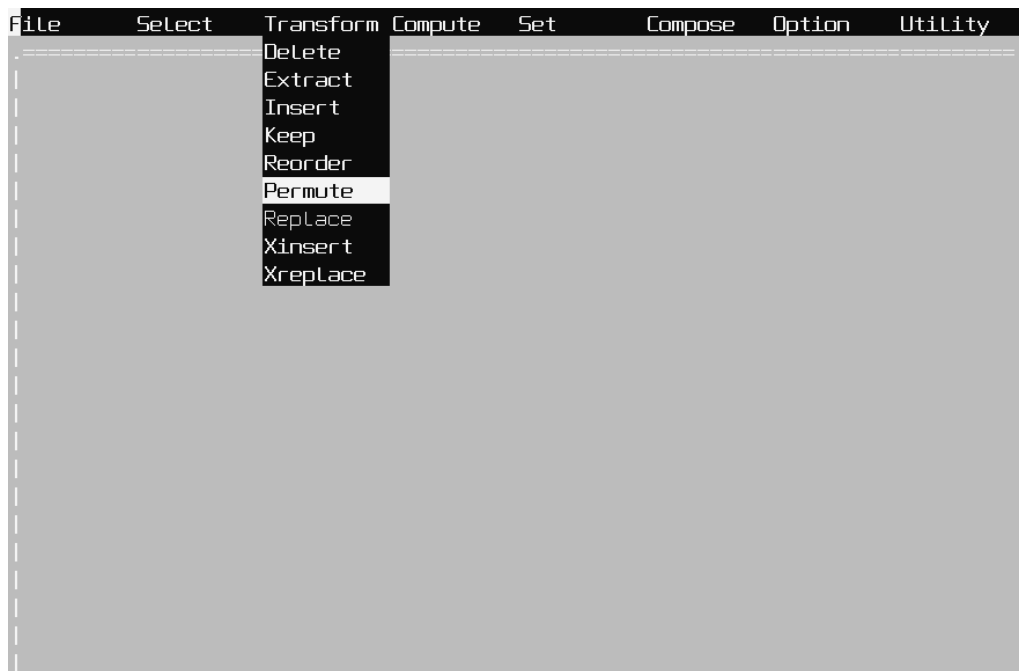 File Select Transform Compute Set Compose Option Utility
Delete
Extract
Insert
Keep
Reorder
Permute
Replace
Xinsert
Xreplace